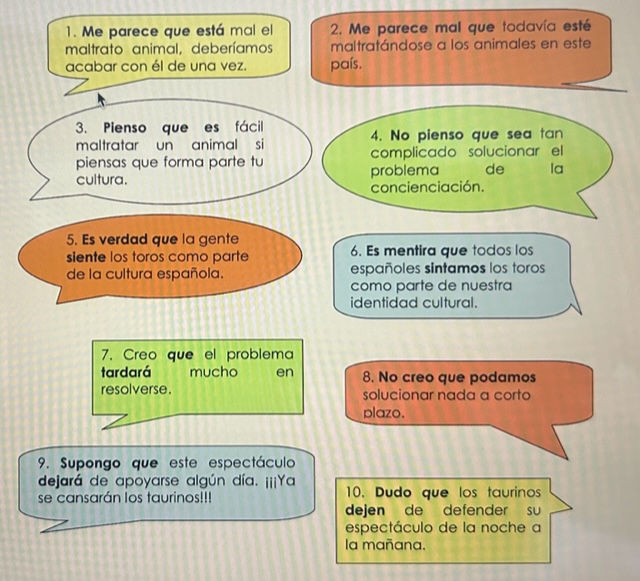 1. Me parece que está mal el
maltrato animal, deberíamos
acabar con él de una vez.
2. Me parece mal que todavía esté
maltratándose a los animales en este
país.
3. Pienso que es fácil
maltratar un animal si
piensas que forma parte tu
cultura.
4. No pienso que sea tan
complicado solucionar el
problema de la
concienciación.
5. Es verdad que la gente
siente los toros como parte
de la cultura española.
6. Es mentira que todos los
españoles sintamos los toros
como parte de nuestra
identidad cultural.
7. Creo que el problema
tardará mucho en
resolverse.
8. No creo que podamos
solucionar nada a corto
plazo.
9. Supongo que este espectáculo
dejará de apoyarse algún día. ¡¡¡Ya
se cansarán los taurinos!!!
10. Dudo que los taurinos
dejen de defender su
espectáculo de la noche a
la mañana.